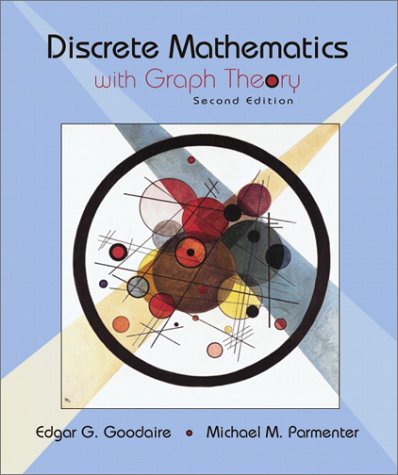 Discrete Mathematics
with Graph Theory
Second Edition
Edgar G. Goodaire • Michael M. Parmenter